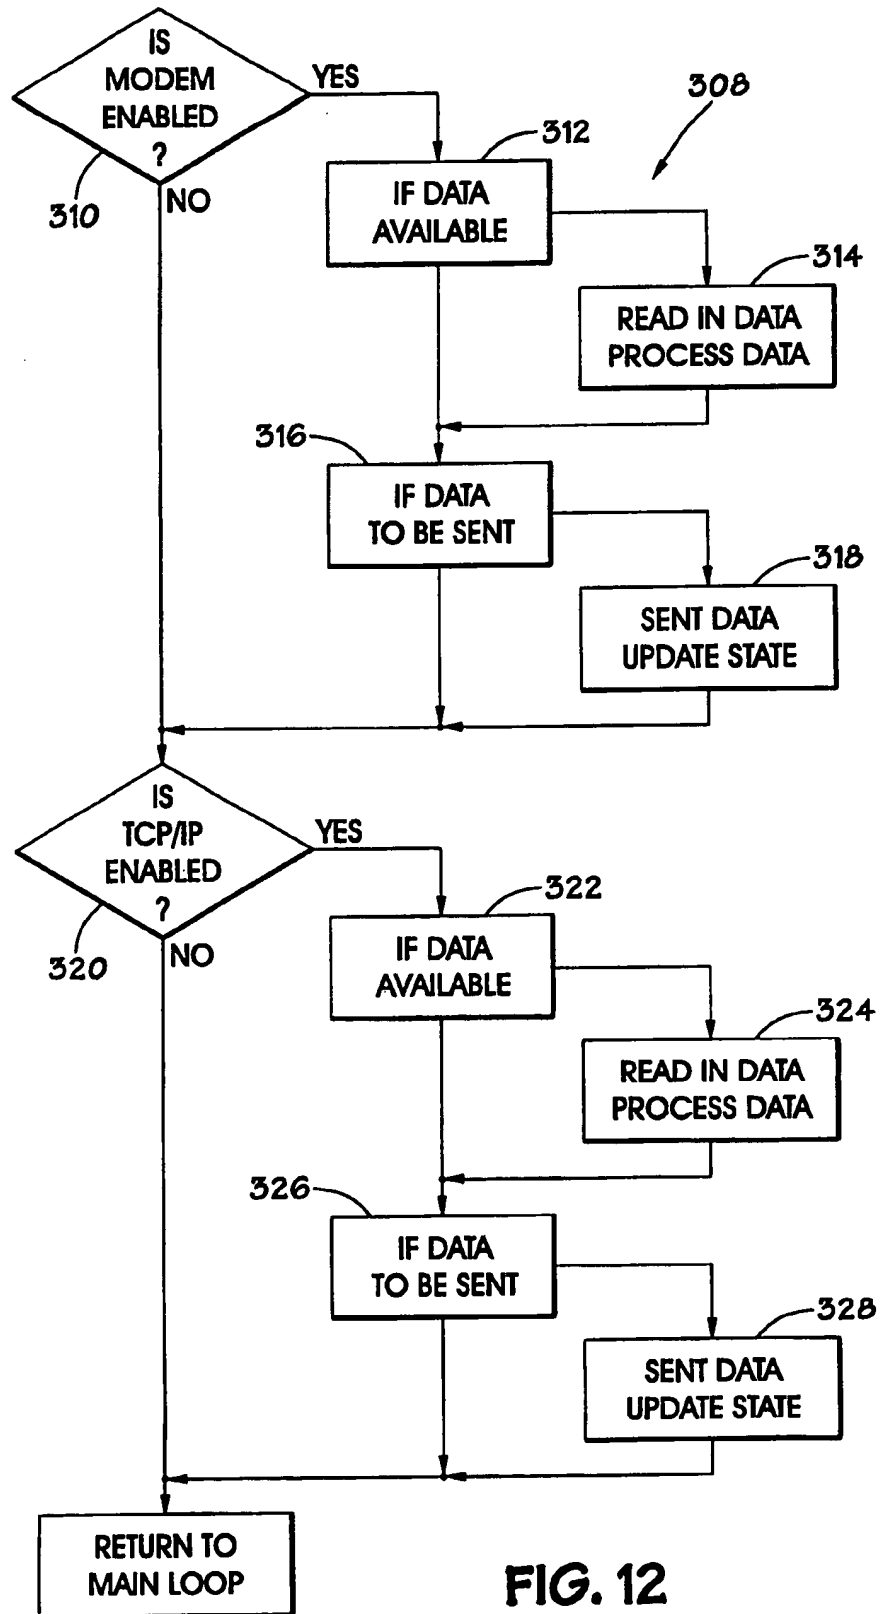 IS
MODEM
ENABLED
?
YES
NO
310
308
312
IF DATA
AVAILABLE
314
READ IN DATA
PROCESS DATA
316
IF DATA
TO BE SENT
318
SENT DATA
UPDATE STATE
IS
TCP/IP
ENABLED
?
YES
NO
320
322
IF DATA
AVAILABLE
324
READ IN DATA
PROCESS DATA
326
IF DATA
TO BE SENT
328
SENT DATA
UPDATE STATE
RETURN TO
MAIN LOOP
FIG. 12